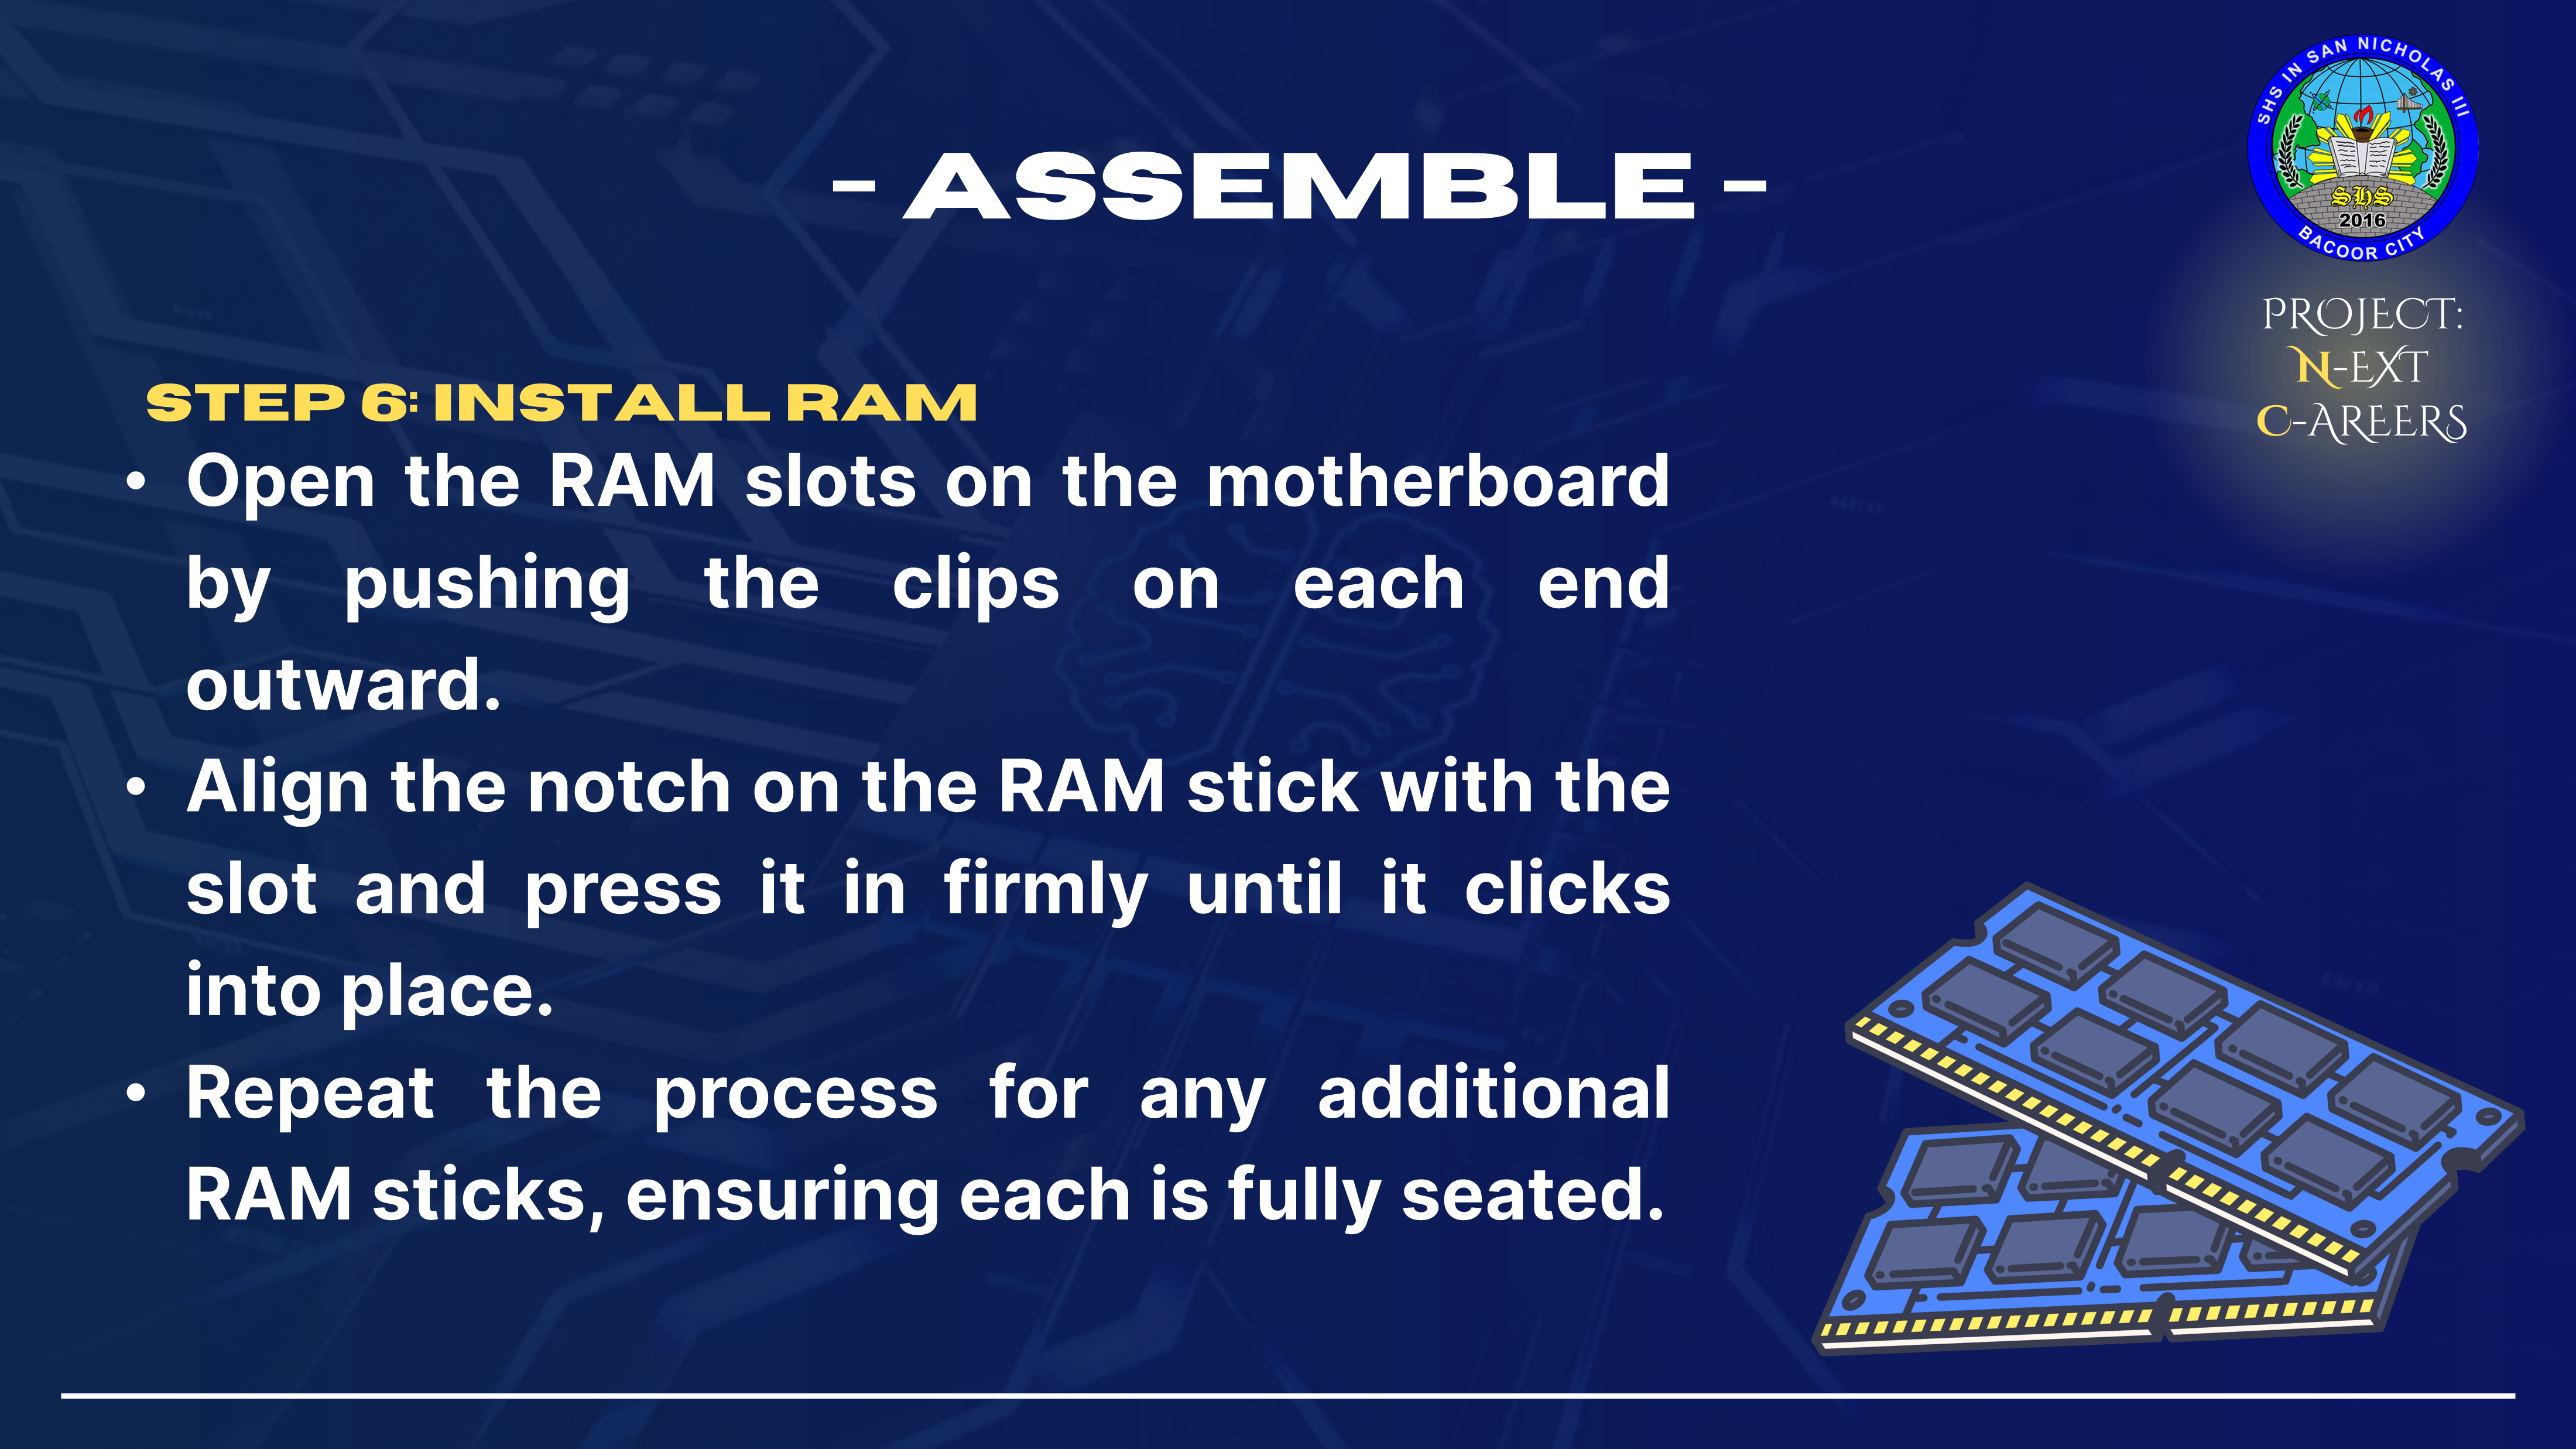 - ASSEMBLE -
SHS IN SAN NICHOLAS III
SHS
2016
BACOOR CITY
PROJECT:
N-EXT
C-AREERS
STEP 6: INSTALL RAM
• Open the RAM slots on the motherboard
by pushing the clips on each end
outward.
• Align the notch on the RAM stick with the
slot and press it in firmly until it clicks
into place.
• Repeat the process for any additional
RAM sticks, ensuring each is fully seated.